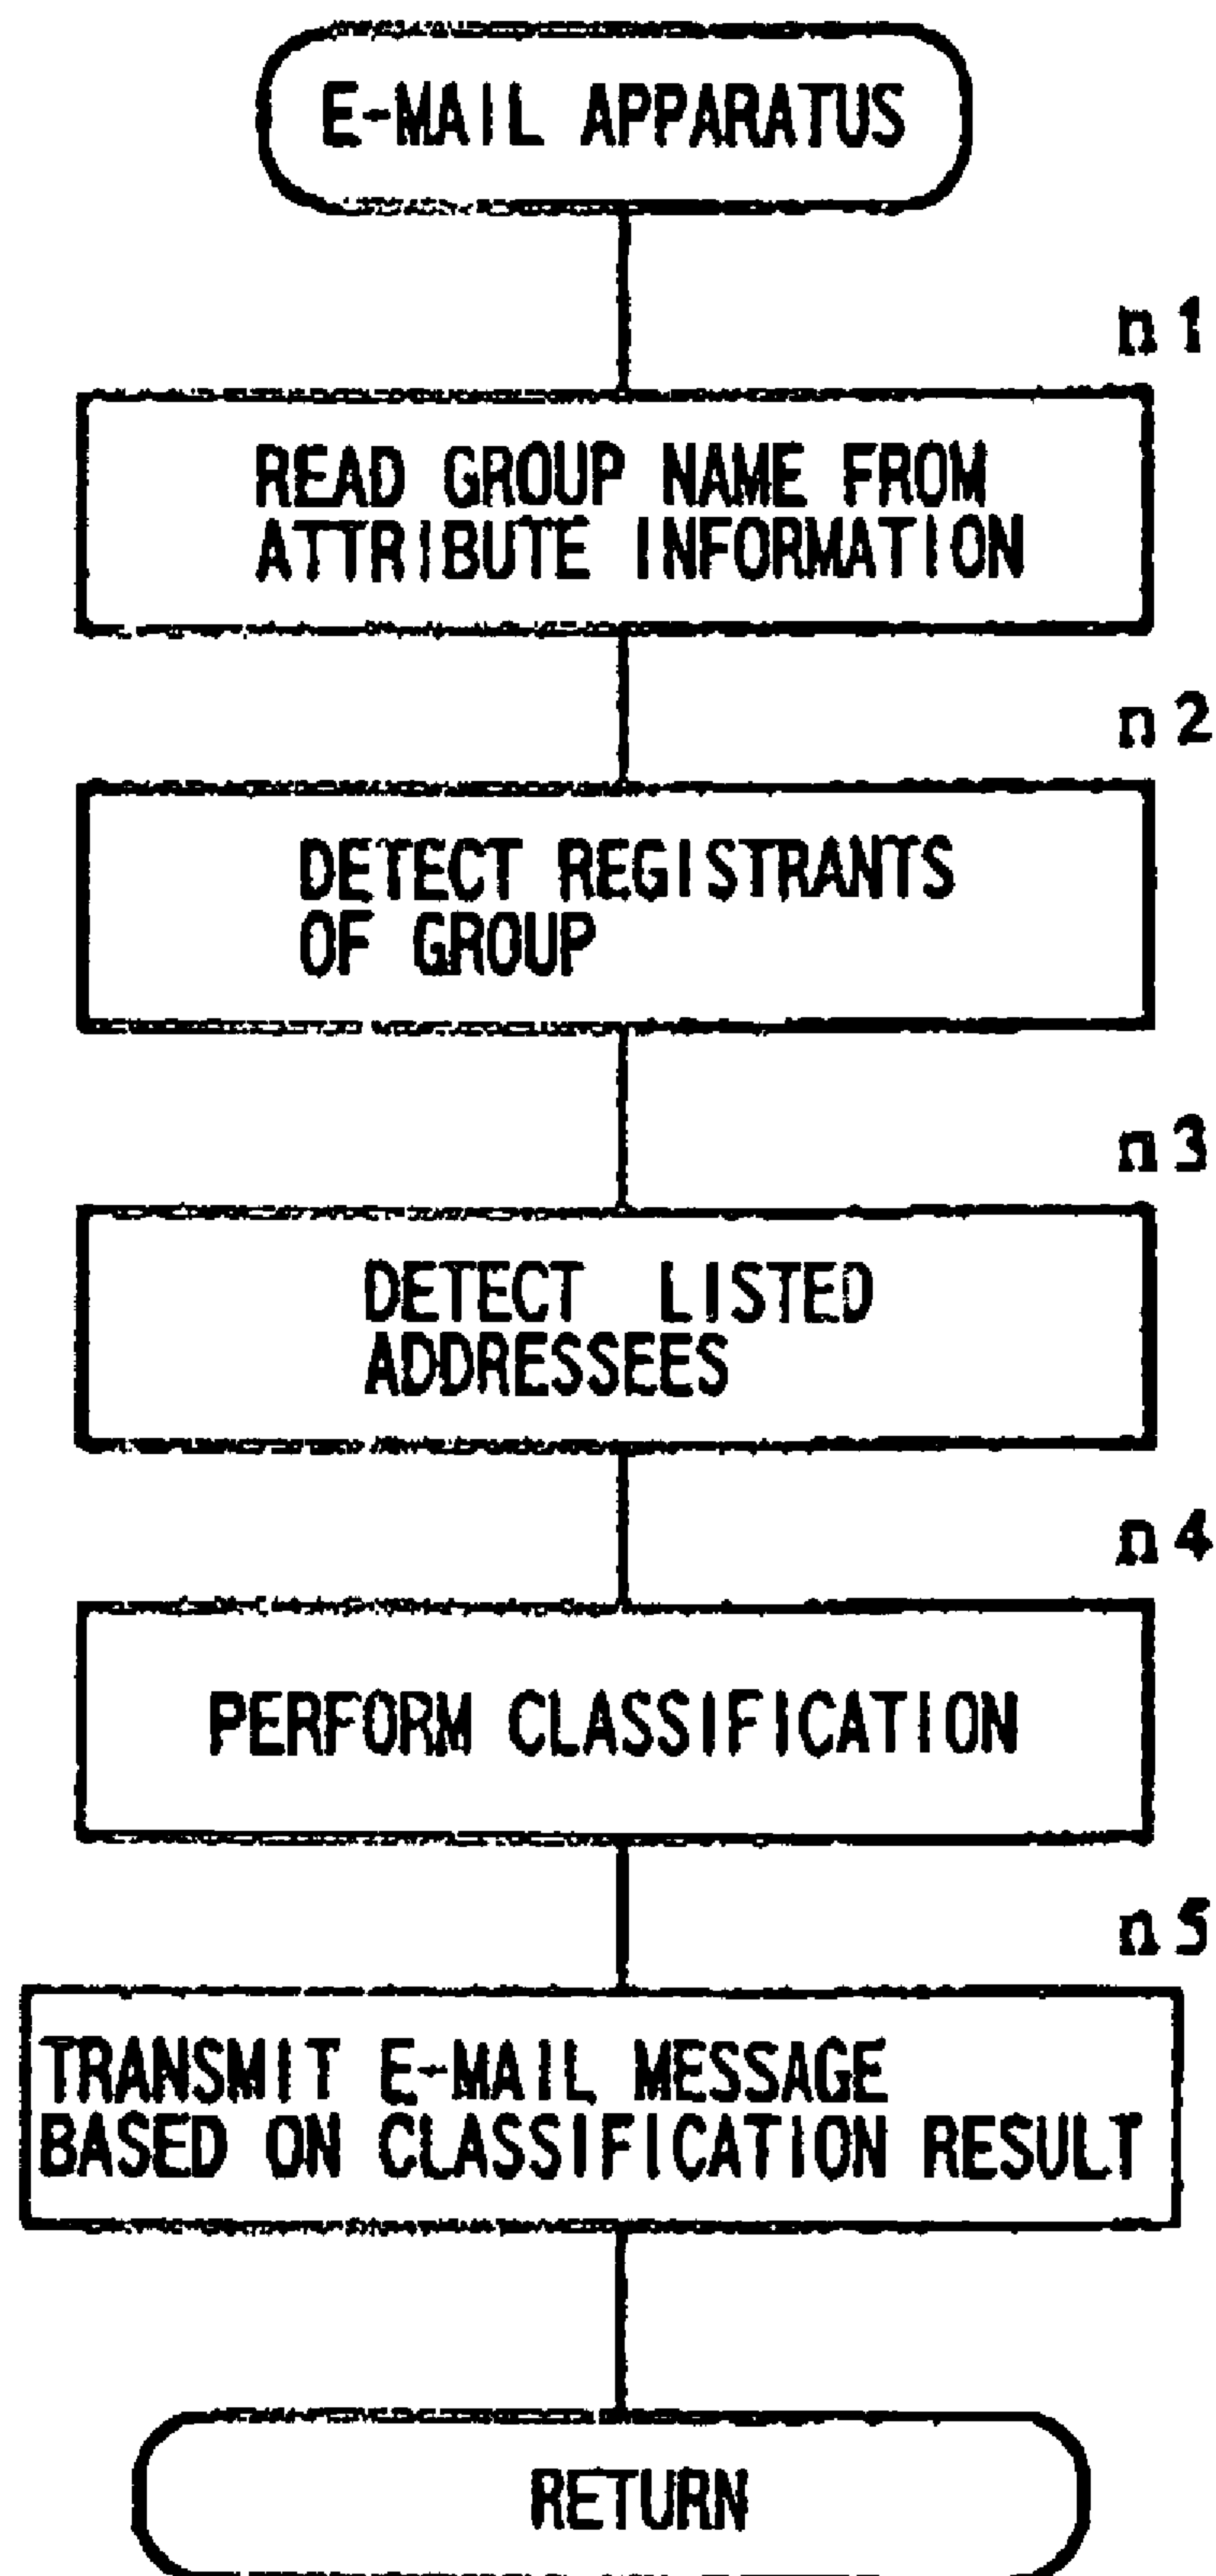 E-MAIL APPARATUS
n1
READ GROUP NAME FROM
ATTRIBUTE INFORMATION
n2
DETECT REGISTRANTS
OF GROUP
n3
DETECT LISTED
ADDRESSEES
n4
PERFORM CLASSIFICATION
n5
TRANSMIT E-MAIL MESSAGE
BASED ON CLASSIFICATION RESULT
RETURN